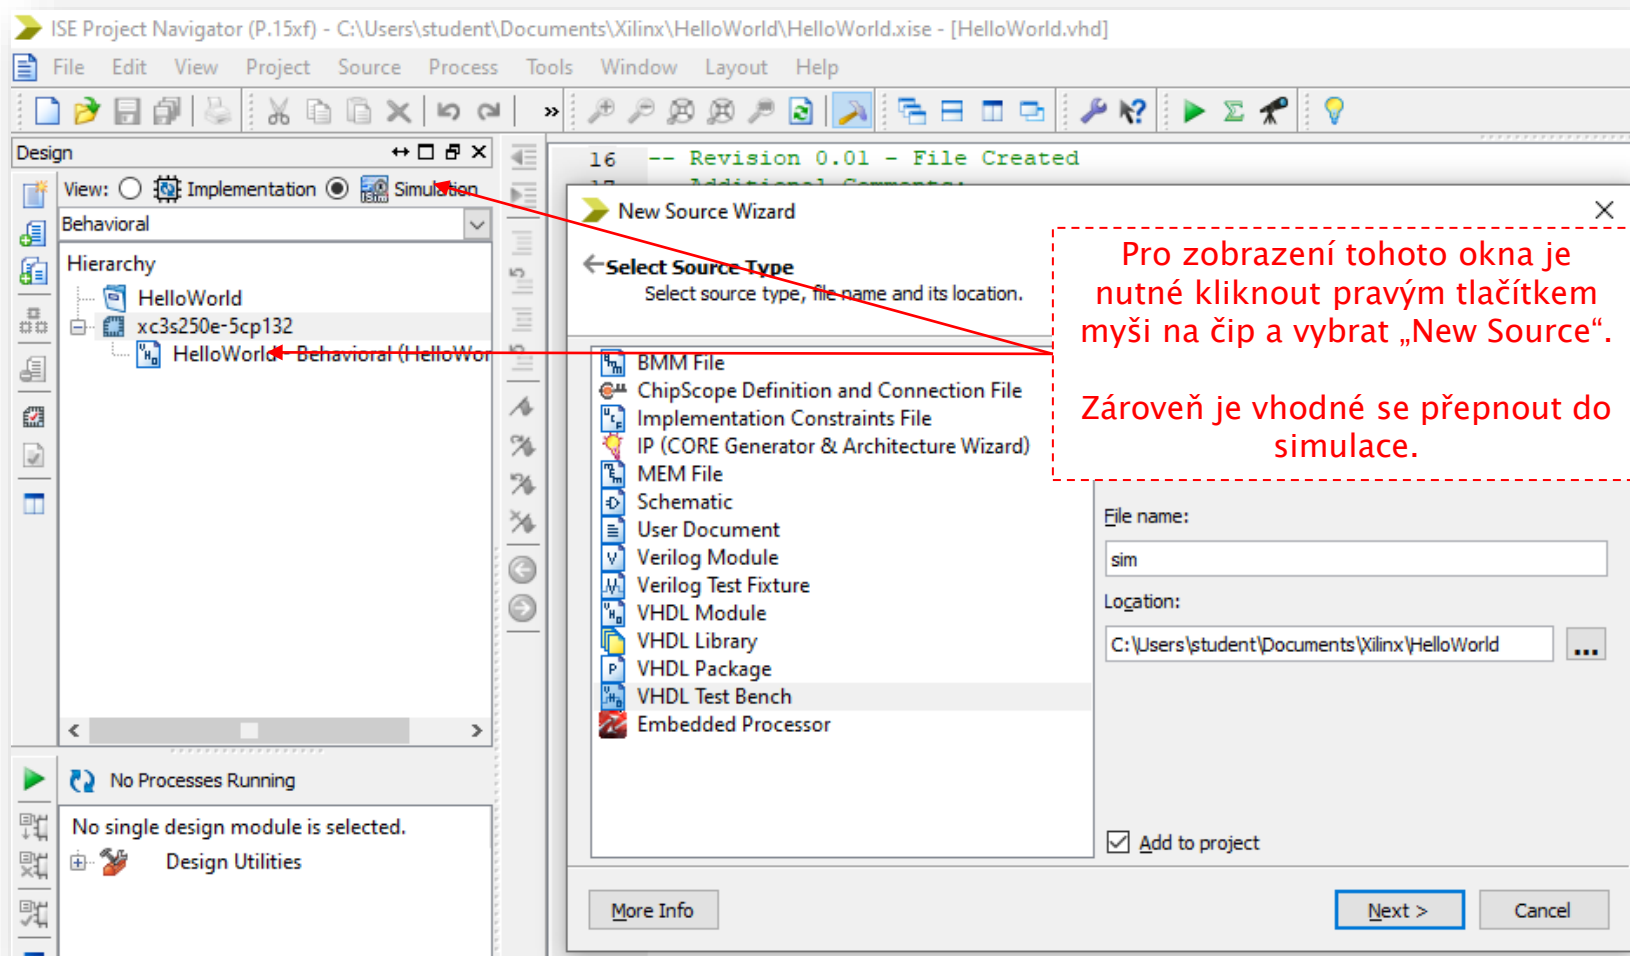 ISE Project Navigator (P.15xf) - C:\Users\student\Documents\Xilinx\HelloWorld\HelloWorld.xise - [HelloWorld.vhd]
File Edit View Project Source Process Tools Window Layout Help
Design
View: Implementation Simulation
Behavioral
Hierarchy
HelloWorld
xc3s250e-5cp132
HelloWorld - Behavioral (HelloWor
No Processes Running
No single design module is selected.
Design Utilities
16 -- Revision 0.01 - File Created
17 -- Additional Comments:
New Source Wizard
Select Source Type
Select source type, file name and its location.
BMM File
ChipScope Definition and Connection File
Implementation Constraints File
IP (CORE Generator & Architecture Wizard)
MEM File
Schematic
User Document
Verilog Module
Verilog Test Fixture
VHDL Module
VHDL Library
VHDL Package
VHDL Test Bench
Embedded Processor
Pro zobrazení tohoto okna je
nutné kliknout pravým tlačítkem
myši na čip a vybrat „New Source“.
Zároveň je vhodné se přepnout do
simulace.
File name:
sim
Location:
C:\Users\student\Documents\Xilinx\HelloWorld
...
Add to project
More Info
Next >
Cancel